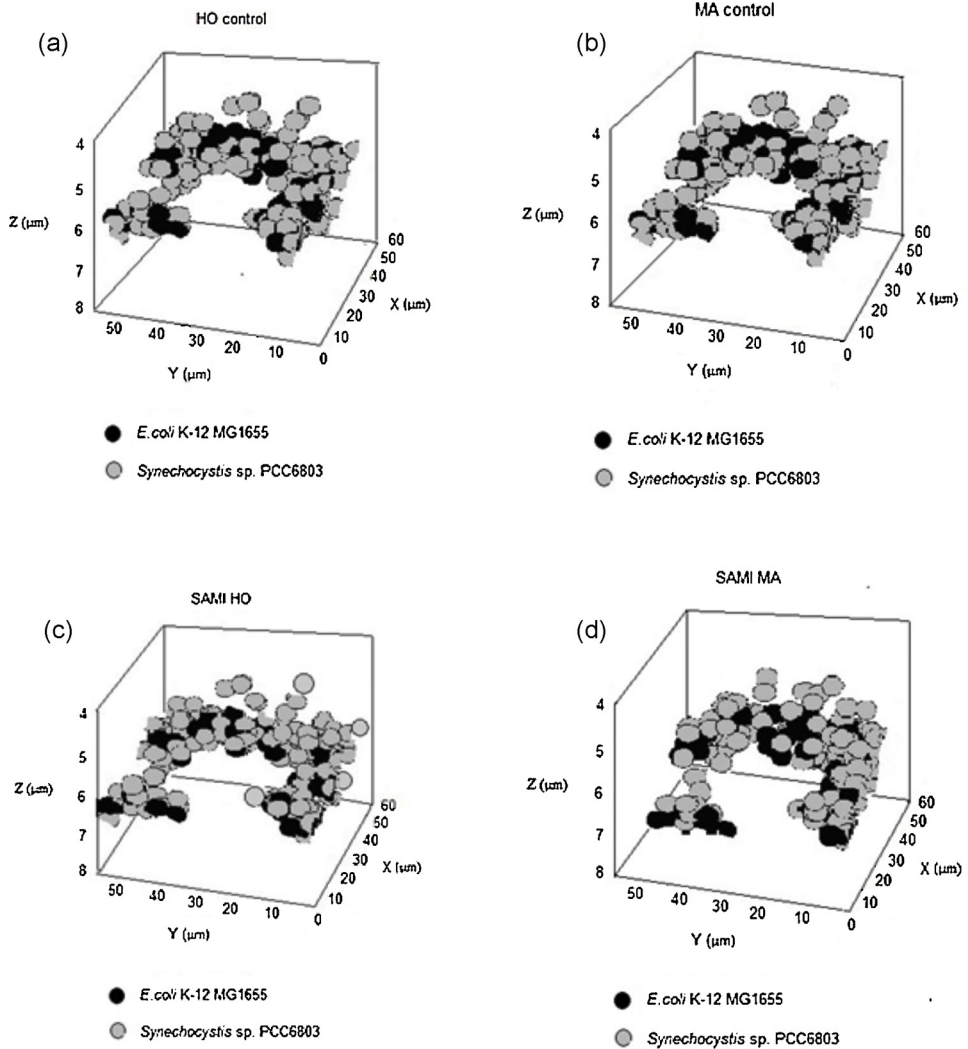 HO control
(a)
4
5
Z (µm)
6
7
8
50
40
30
20
10
0
Y (µm)
10
20
30
40
50
60
X (µm)
E.coli K-12 MG1655
Synechocystis sp. PCC6803
MA control
(b)
4
5
Z (µm)
6
7
8
50
40
30
20
10
0
Y (µm)
10
20
30
40
50
60
X (µm)
E.coli K-12 MG1655
Synechocystis sp. PCC6803
SAMI HO
(c)
4
5
Z (µm)
6
7
8
50
40
30
20
10
0
Y (µm)
10
20
30
40
50
60
X (µm)
E.coli K-12 MG1655
Synechocystis sp. PCC6803
SAMI MA
(d)
4
5
Z (µm)
6
7
8
50
40
30
20
10
0
Y (µm)
10
20
30
40
50
60
X (µm)
E.coli K-12 MG1655
Synechocystis sp. PCC6803